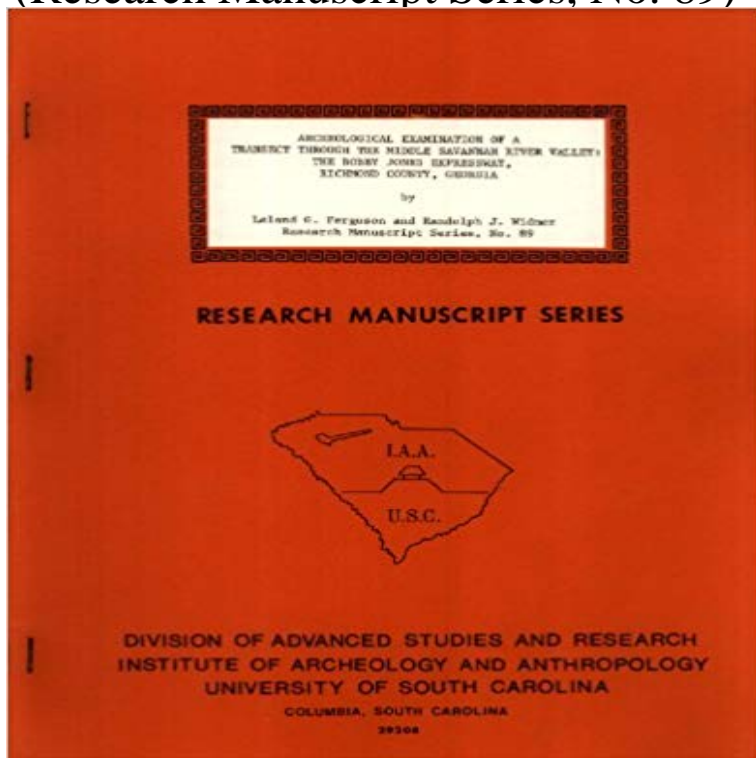 (Research Manuscript Series, No. 89)
ARCHEOLOGICAL EXAMINATION OF A
TRANSECT THROUGH THE MIDDLE SAVANNAH RIVER VALLEY:
THE BOBBY JONES EXPRESSWAY,
RICHMOND COUNTY, GEORGIA
by
Leland G. Ferguson and Randolph J. Widmer
Research Manuscript Series, No. 89
RESEARCH MANUSCRIPT SERIES
I.A.A.
U.S.C.
DIVISION OF ADVANCED STUDIES AND RESEARCH
INSTITUTE OF ARCHEOLOGY AND ANTHROPOLOGY
UNIVERSITY OF SOUTH CAROLINA
COLUMBIA, SOUTH CAROLINA
29208